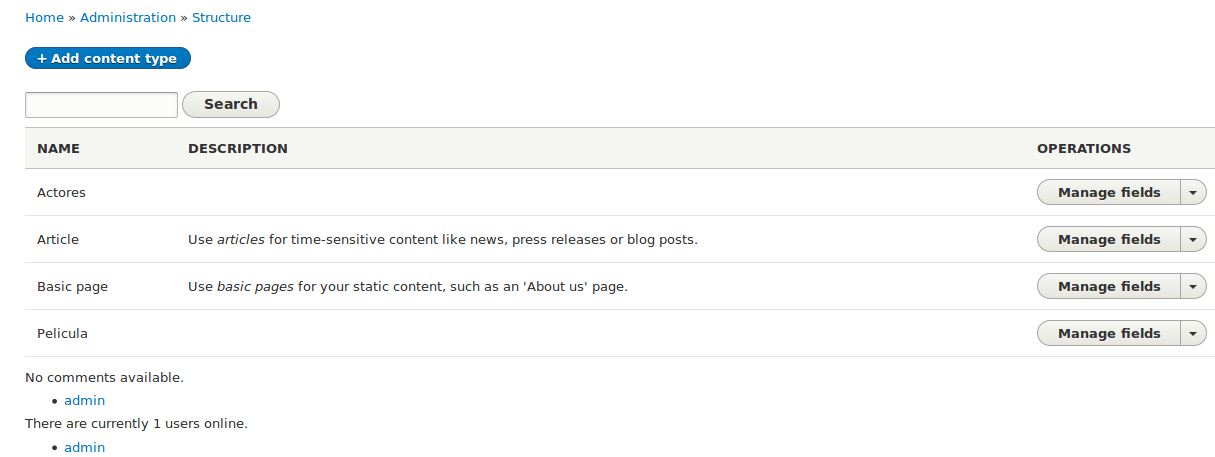 Home » Administration » Structure
+ Add content type
Search
NAME DESCRIPTION OPERATIONS
Actores Manage fields
Article Use articles for time-sensitive content like news, press releases or blog posts. Manage fields
Basic page Use basic pages for your static content, such as an 'About us' page. Manage fields
Pelicula Manage fields
No comments available.
• admin
There are currently 1 users online.
• admin